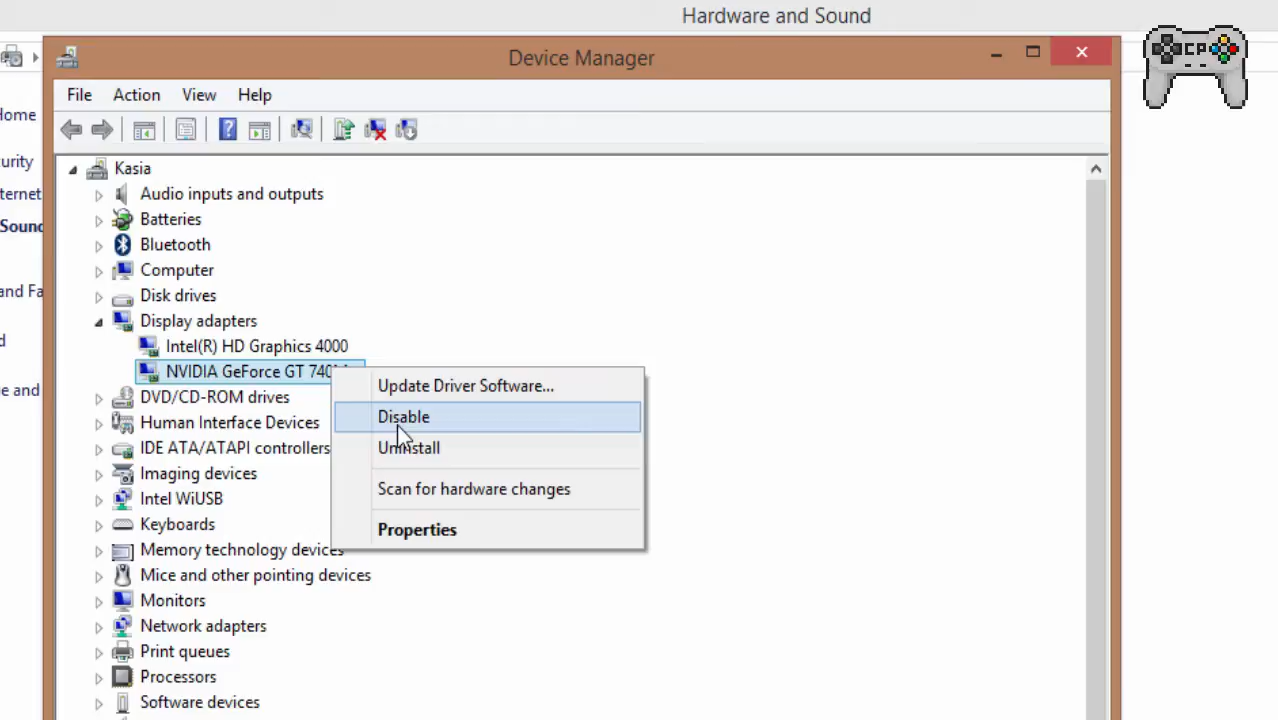 Hardware and Sound
Device Manager
File Action View Help
Home
urity
ternet
Sound
and Fa
d
e and
Kasia
Audio inputs and outputs
Batteries
Bluetooth
Computer
Disk drives
Display adapters
Intel(R) HD Graphics 4000
NVIDIA GeForce GT 740
DVD/CD-ROM drives
Human Interface Devices
IDE ATA/ATAPI controllers
Imaging devices
Intel WiUSB
Keyboards
Memory technology devices
Mice and other pointing devices
Monitors
Network adapters
Print queues
Processors
Software devices
Update Driver Software...
Disable
Uninstall
Scan for hardware changes
Properties
CP